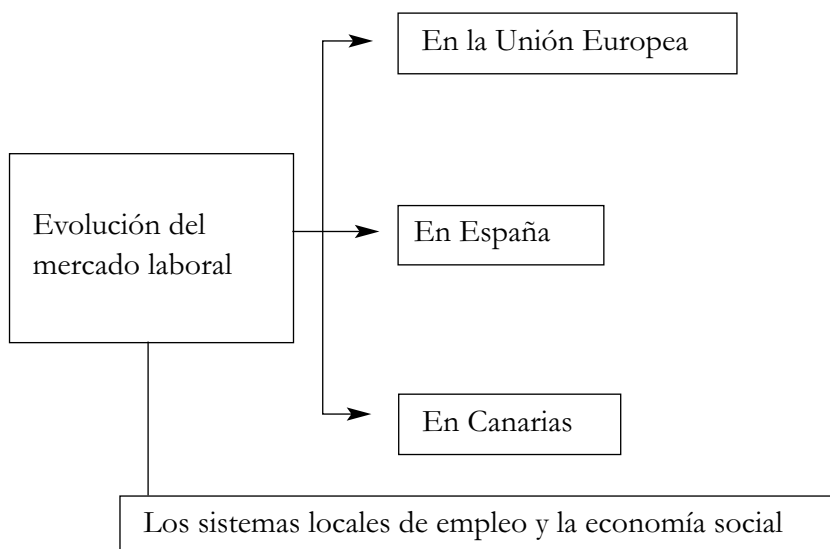 En la Unión Europea
Evolución del
mercado laboral
En España
En Canarias
Los sistemas locales de empleo y la economía social